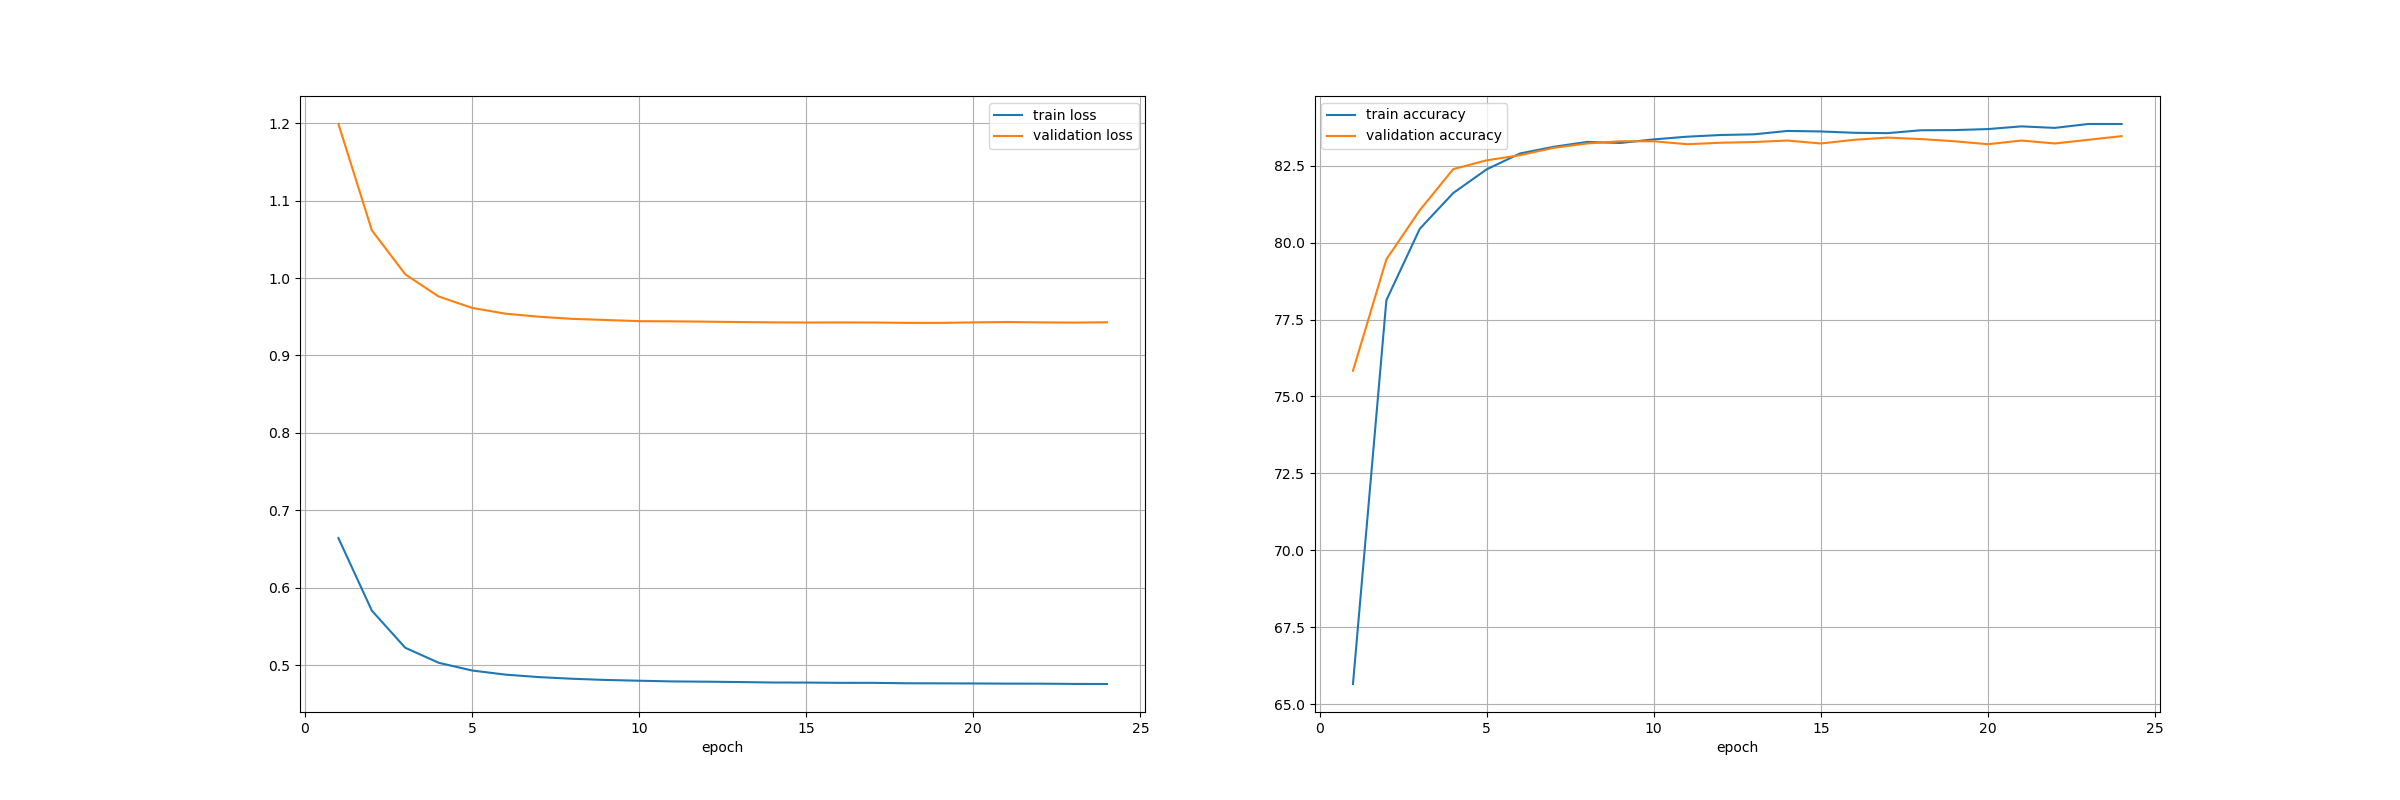 train loss
validation loss
1.2
1.1
1.0
0.9
0.8
0.7
0.6
0.5
0 5 10 15 20 25
epoch
train accuracy
validation accuracy
82.5
80.0
77.5
75.0
72.5
70.0
67.5
65.0
0 5 10 15 20 25
epoch